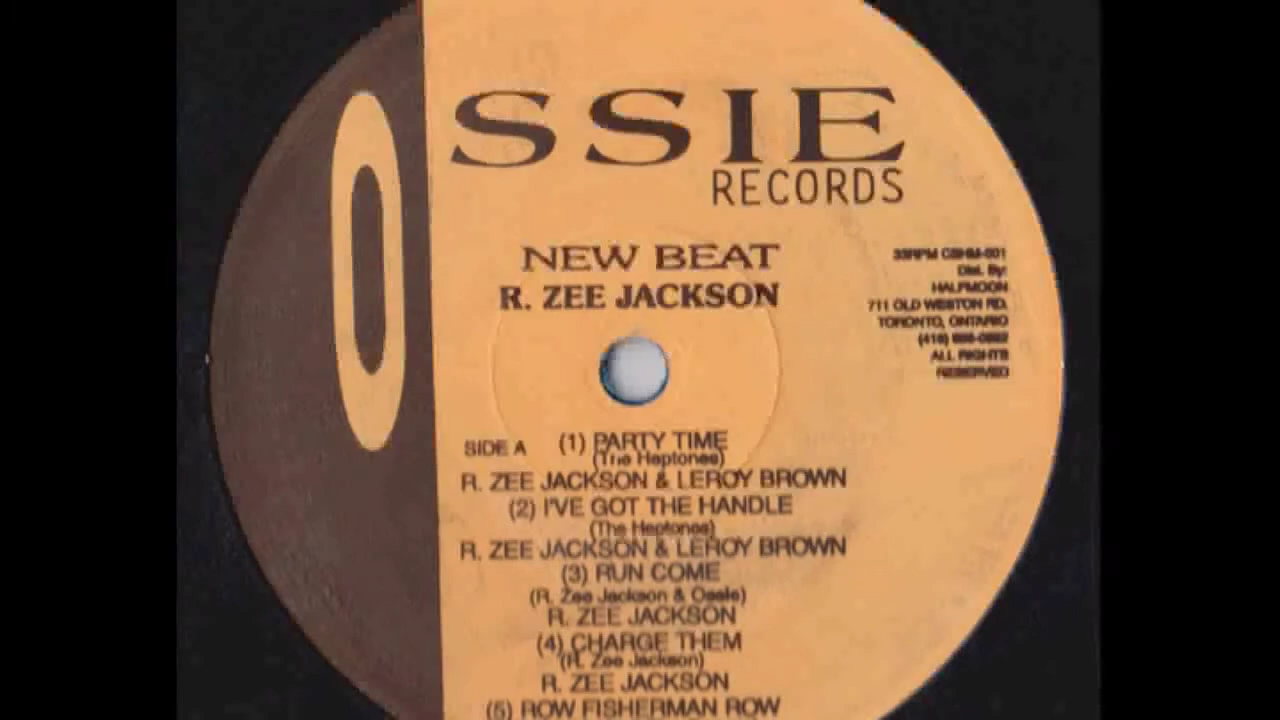 OSSIE
RECORDS
NEW BEAT
R. ZEE JACKSON
33RPM
Dist. By:
HALFMOON
711 OLD WESTON RD.
TORONTO, ONTARIO
(416)
ALL RIGHTS
RESERVED
SIDE A (1) PARTY TIME
(The Heptones)
R. ZEE JACKSON & LEROY BROWN
(2) I'VE GOT THE HANDLE
(The Heptones)
R. ZEE JACKSON & LEROY BROWN
(3) RUN COME
(R. Zee Jackson & Ossie)
R. ZEE JACKSON
(4) CHARGE THEM
(R. Zee Jackson)
R. ZEE JACKSON
(5) ROW FISHERMAN ROW